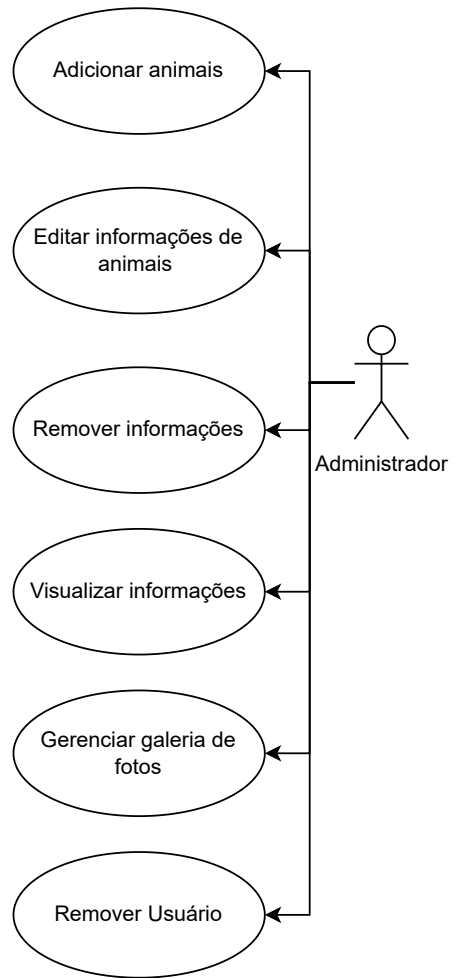 Adicionar animais
Editar informações de
animais
Remover informações
Administrador
Visualizar informações
Gerenciar galeria de
fotos
Remover Usuário